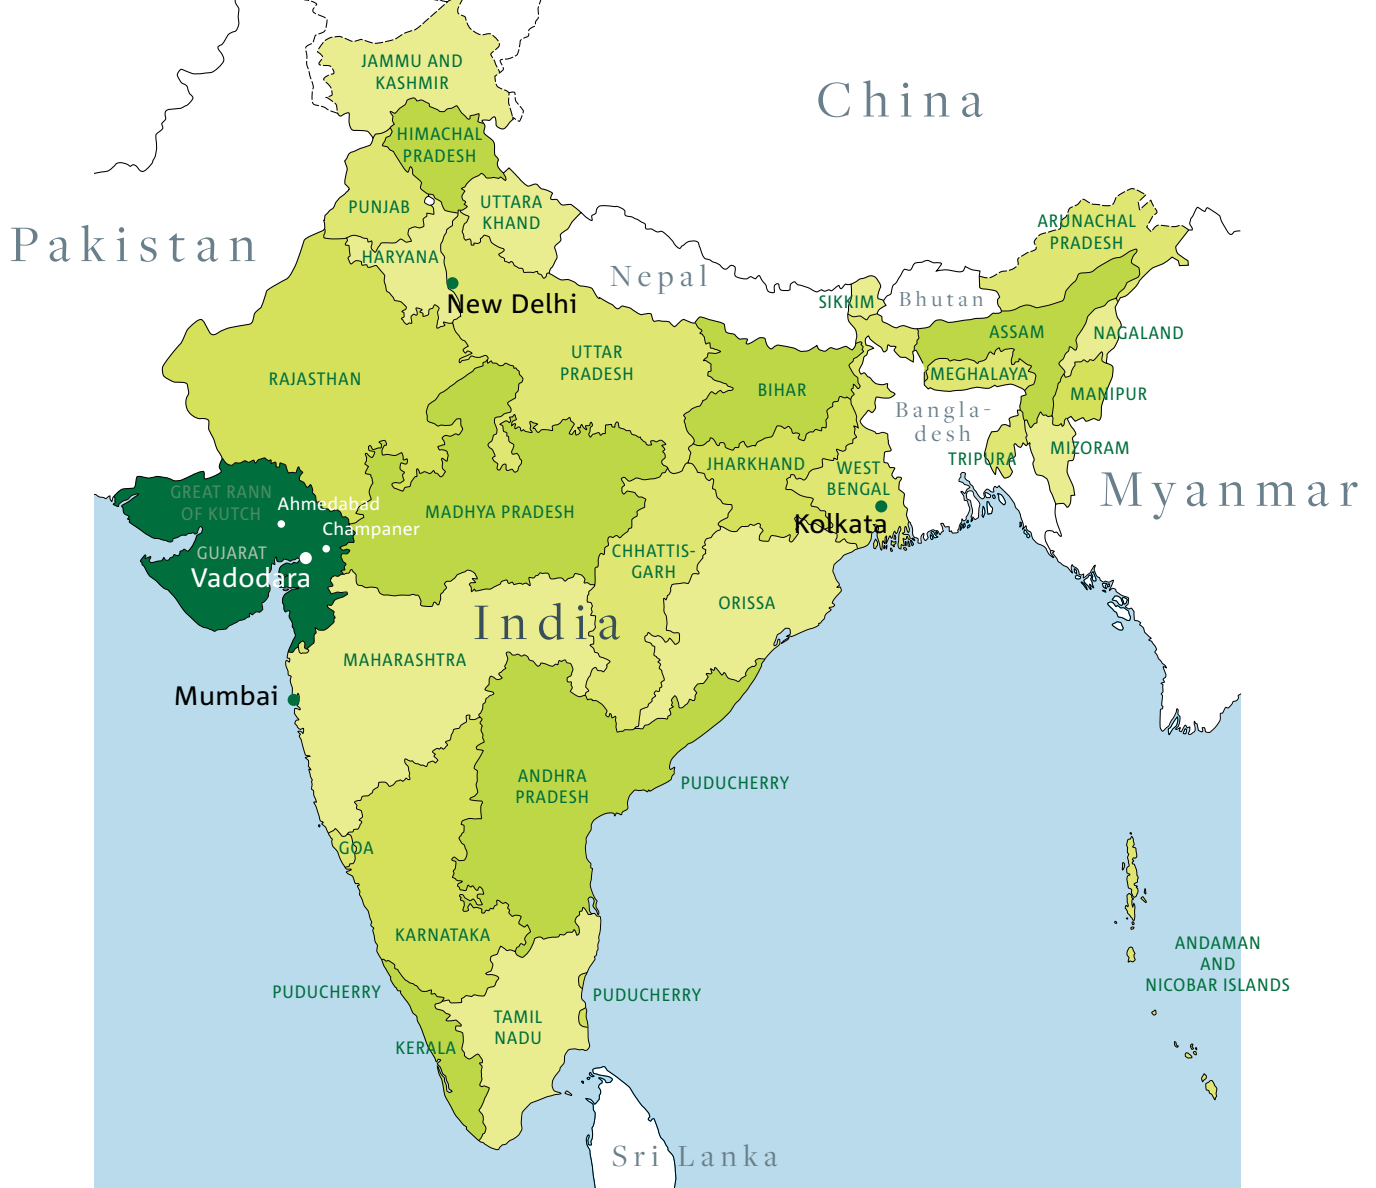 JAMMU AND
KASHMIR
China
HIMACHAL
PRADESH
PUNJAB
UTTARA
KHAND
ARUNACHAL
PRADESH
Pakistan
HARYANA
Nepal
New Delhi
SIKKIM
Bhutan
ASSAM
NAGALAND
UTTAR
PRADESH
RAJASTHAN
BIHAR
MEGHALAYA
MANIPUR
Bangla-
desh
TRIPURA
MIZORAM
JHARKHAND
WEST
BENGAL
Myanmar
GREAT RANN
OF KUTCH
Ahmedabad
Champaner
MADHYA PRADESH
Kolkata
GUJARAT
Vadodara
CHHATTIS-
GARH
ORISSA
India
MAHARASHTRA
Mumbai
ANDHRA
PRADESH
PUDUCHERRY
GOA
KARNATAKA
ANDAMAN
AND
NICOBAR ISLANDS
PUDUCHERRY
PUDUCHERRY
TAMIL
NADU
KERALA
Sri Lanka